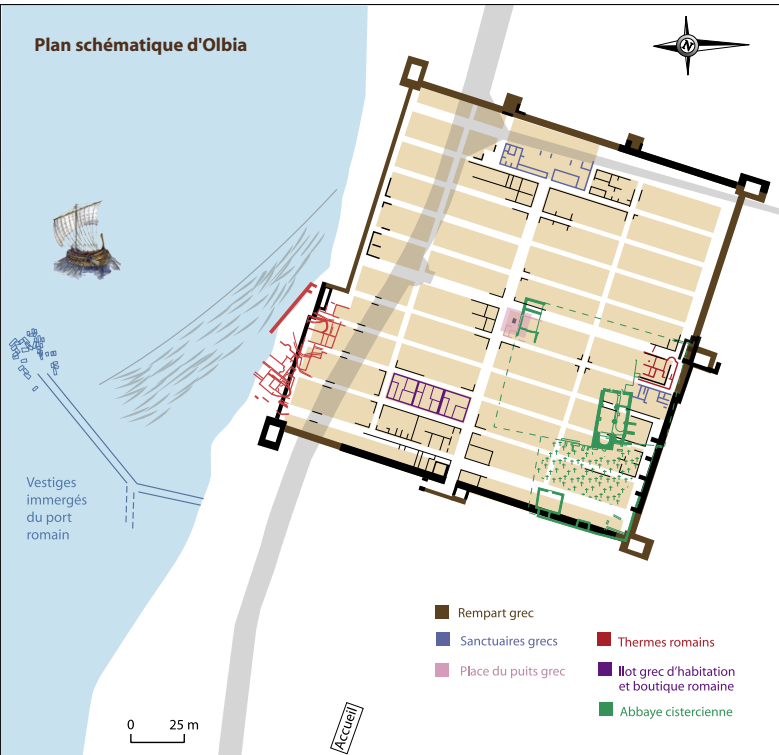 Plan schématique d'Olbia
N
Vestiges
immergés
du port
romain
Rempart grec
Sanctuaires grecs
Place du puits grec
Thermes romains
Ilot grec d'habitation
et boutique romaine
Abbaye cistercienne
0 25 m
Accueil